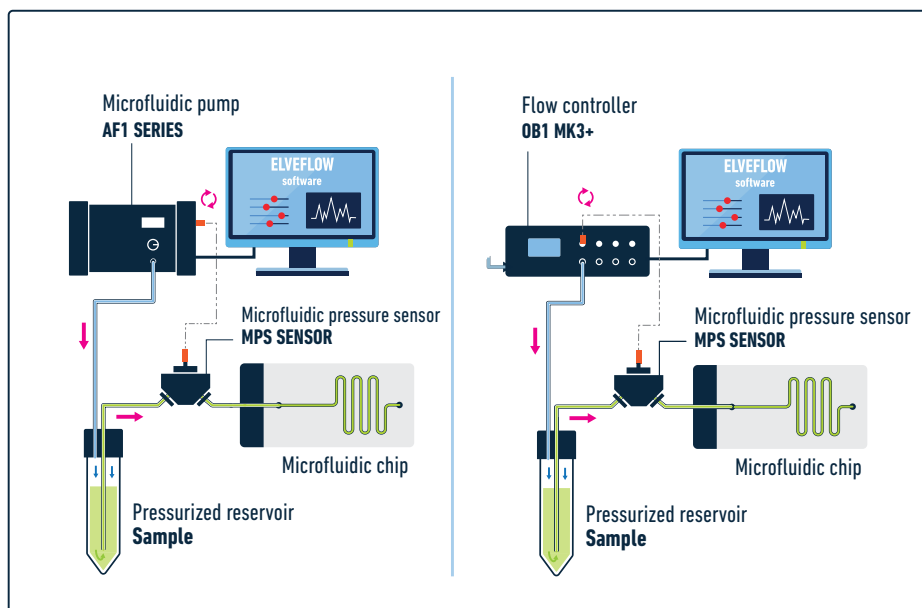 Microfluidic pump
AF1 SERIES
ELVEFLOW
software
Microfluidic pressure sensor
MPS SENSOR
Microfluidic chip
Pressurized reservoir
Sample
Flow controller
OB1 MK3+
ELVEFLOW
software
Microfluidic pressure sensor
MPS SENSOR
Microfluidic chip
Pressurized reservoir
Sample